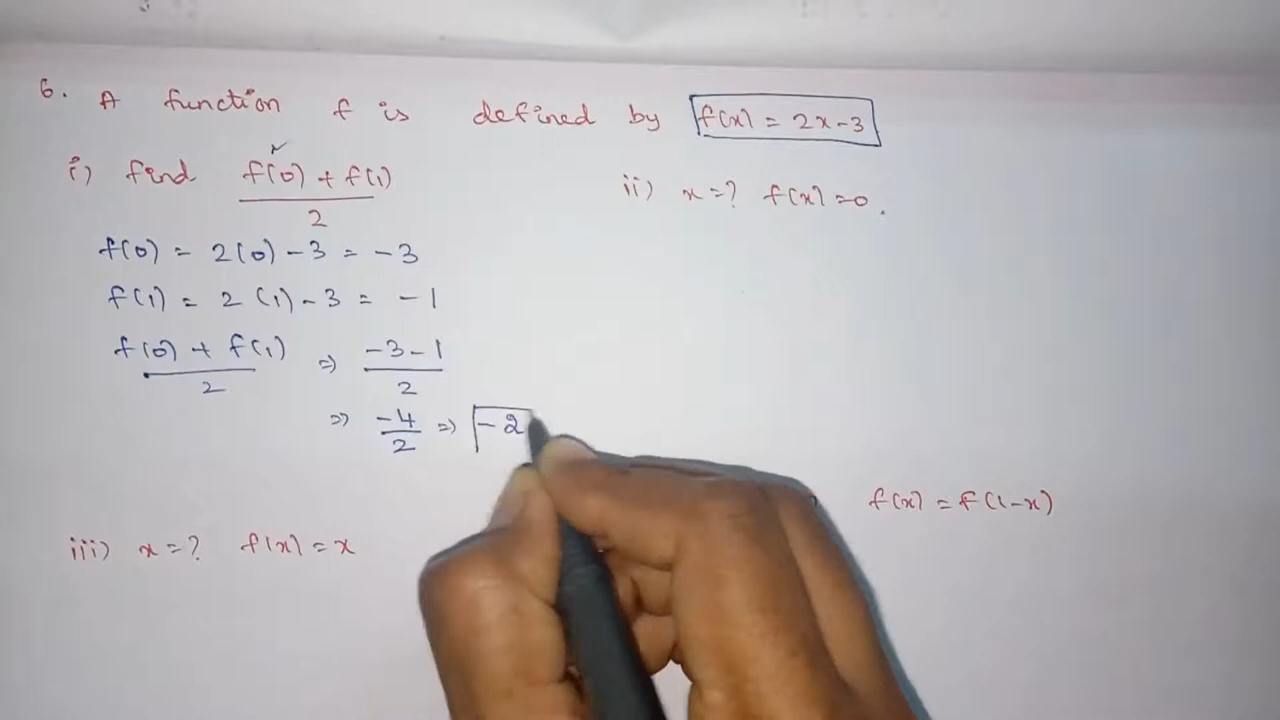 6. A function f is defined by f(x) = 2x-3
i) find f(0) + f(1) / 2
f(0) = 2(0) - 3 = -3
f(1) = 2(1) - 3 = -1
f(0) + f(1) / 2 => -3-1 / 2
=> -4/2 => -2
ii) x=? f(x)=0.
iii) x=? f(x)=x
f(x) = f(1-x)